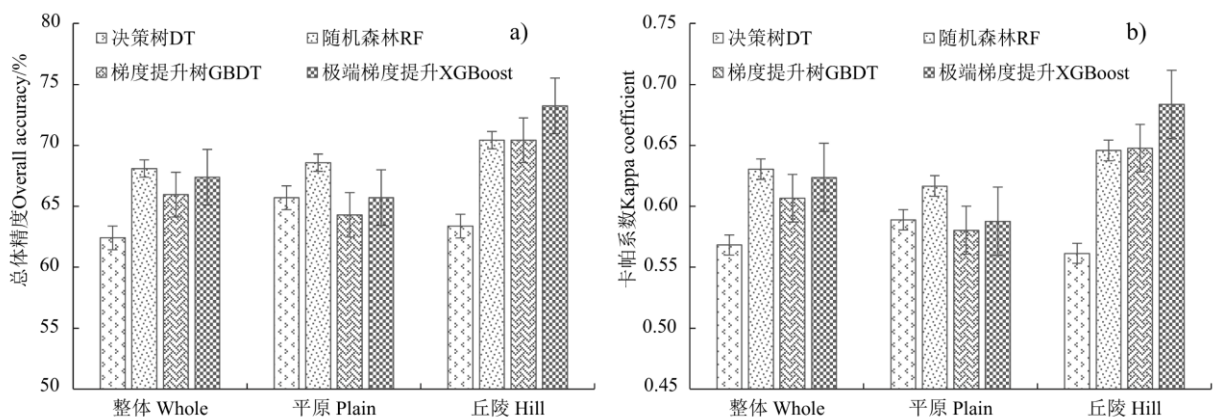 总体精度Overall accuracy/%
80
75
70
65
60
55
50
a)
决策树DT
随机森林RF
梯度提升树GBDT
极端梯度提升XGBoost
整体 Whole
平原 Plain
丘陵 Hill
卡帕系数Kappa coefficient
0.75
0.70
0.65
0.60
0.55
0.50
0.45
b)
决策树DT
随机森林RF
梯度提升树GBDT
极端梯度提升XGBoost
整体 Whole
平原 Plain
丘陵 Hill